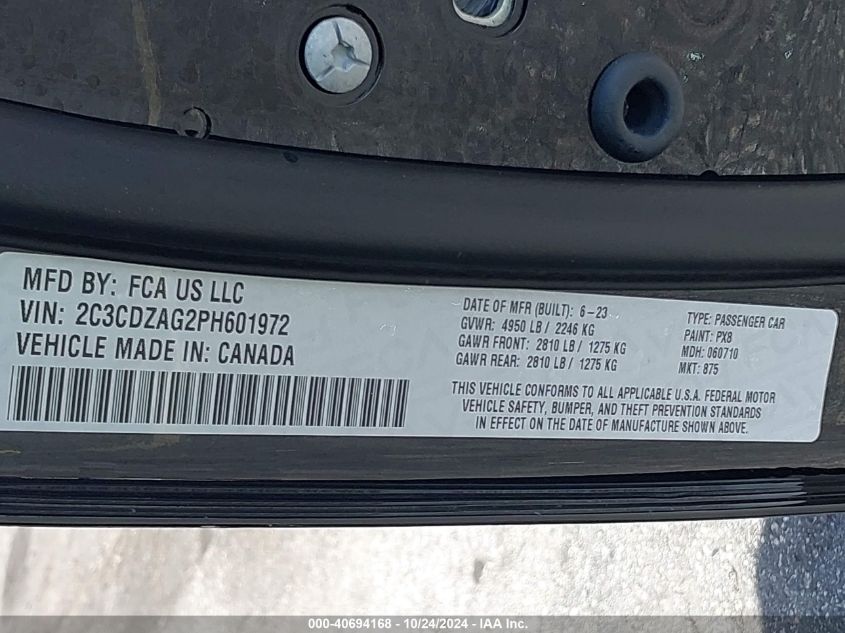 MFD BY: FCA US LLC
VIN: 2C3CDZAG2PH601972
VEHICLE MADE IN: CANADA
DATE OF MFR (BUILT): 6-23
GVWR: 4950 LB / 2246 KG
GAWR FRONT: 2810 LB / 1275 KG
GAWR REAR: 2810 LB / 1275 KG
TYPE: PASSENGER CAR
PAINT: PX8
MDH: 060710
MKT: 875
THIS VEHICLE CONFORMS TO ALL APPLICABLE U.S.A. FEDERAL MOTOR
VEHICLE SAFETY, BUMPER, AND THEFT PREVENTION STANDARDS
IN EFFECT ON THE DATE OF MANUFACTURE SHOWN ABOVE.
000-40694168 - 10/24/2024 - IAA Inc.